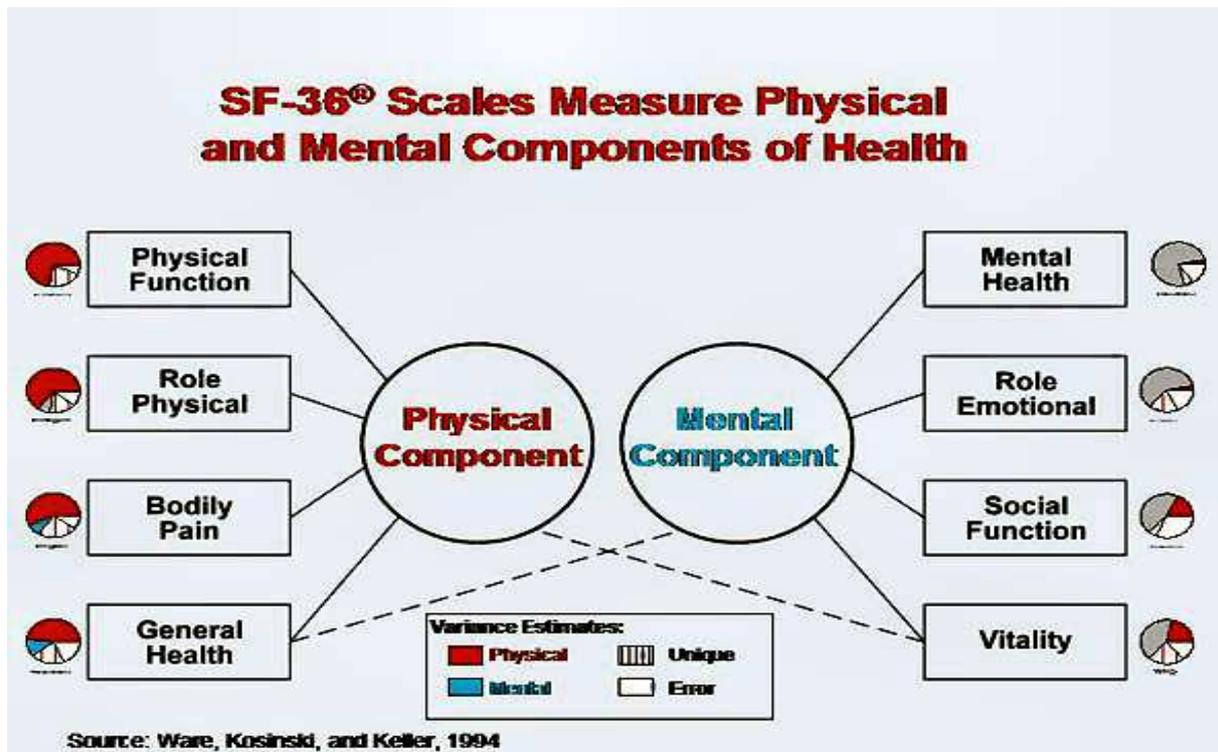 SF-36® Scales Measure Physical
and Mental Components of Health
Physical
Function
Role
Physical
Bodily
Pain
General
Health
Physical
Component
Mental
Component
Mental
Health
Role
Emotional
Social
Function
Vitality
Variance Estimates:
Physical
Unique
Mental
Error
Source: Ware, Kosinski, and Keller, 1994